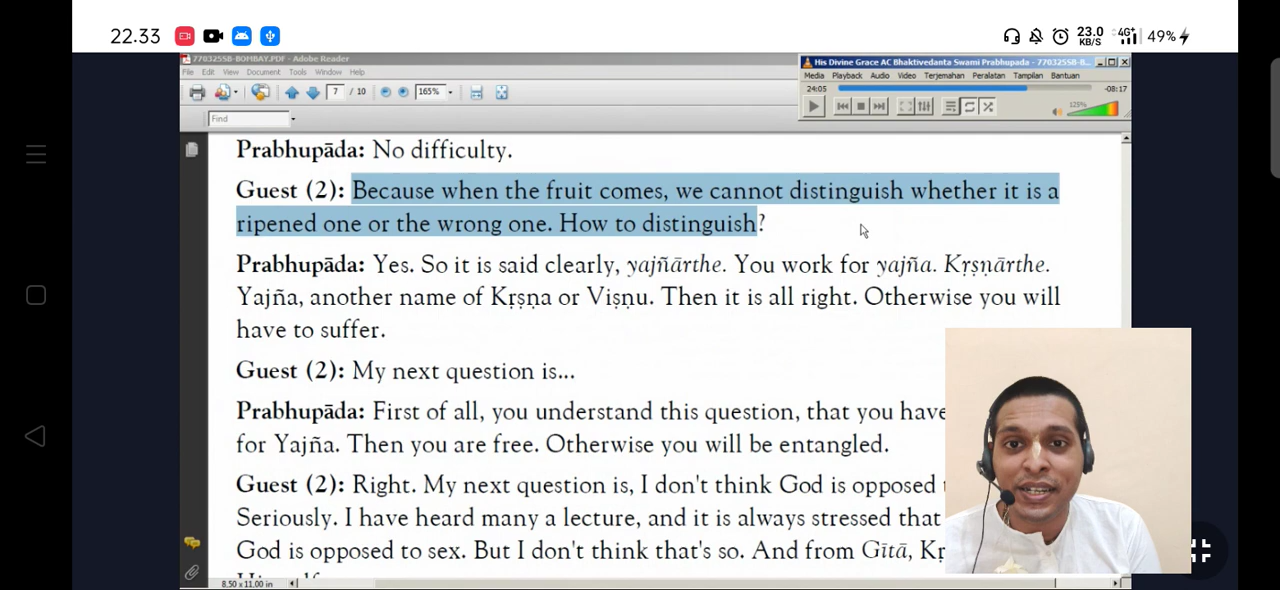 22.33
23.0
KB/S
4G+
49%
770325SB-BOMBAY.PDF - Adobe Reader
File Edit View Document Tools Window Help
7 / 10
165%
Find
His Divine Grace AC Bhaktivedanta Swami Prabhupada - 770325SB-B...
Media Playback Audio Video Terjemahan Peralatan Tampilan Bantuan
24:05
-08:17
125%
Prabhupāda: No difficulty.
Guest (2): Because when the fruit comes, we cannot distinguish whether it is a
ripened one or the wrong one. How to distinguish?
Prabhupāda: Yes. So it is said clearly, yajñārthe. You work for yajña. Kṛṣṇārthe.
Yajña, another name of Kṛṣṇa or Viṣṇu. Then it is all right. Otherwise you will
have to suffer.
Guest (2): My next question is...
Prabhupāda: First of all, you understand this question, that you have
for Yajña. Then you are free. Otherwise you will be entangled.
Guest (2): Right. My next question is, I don't think God is opposed
Seriously. I have heard many a lecture, and it is always stressed that
God is opposed to sex. But I don't think that's so. And from Gītā, Kṛ
8.50 x 11.00 in